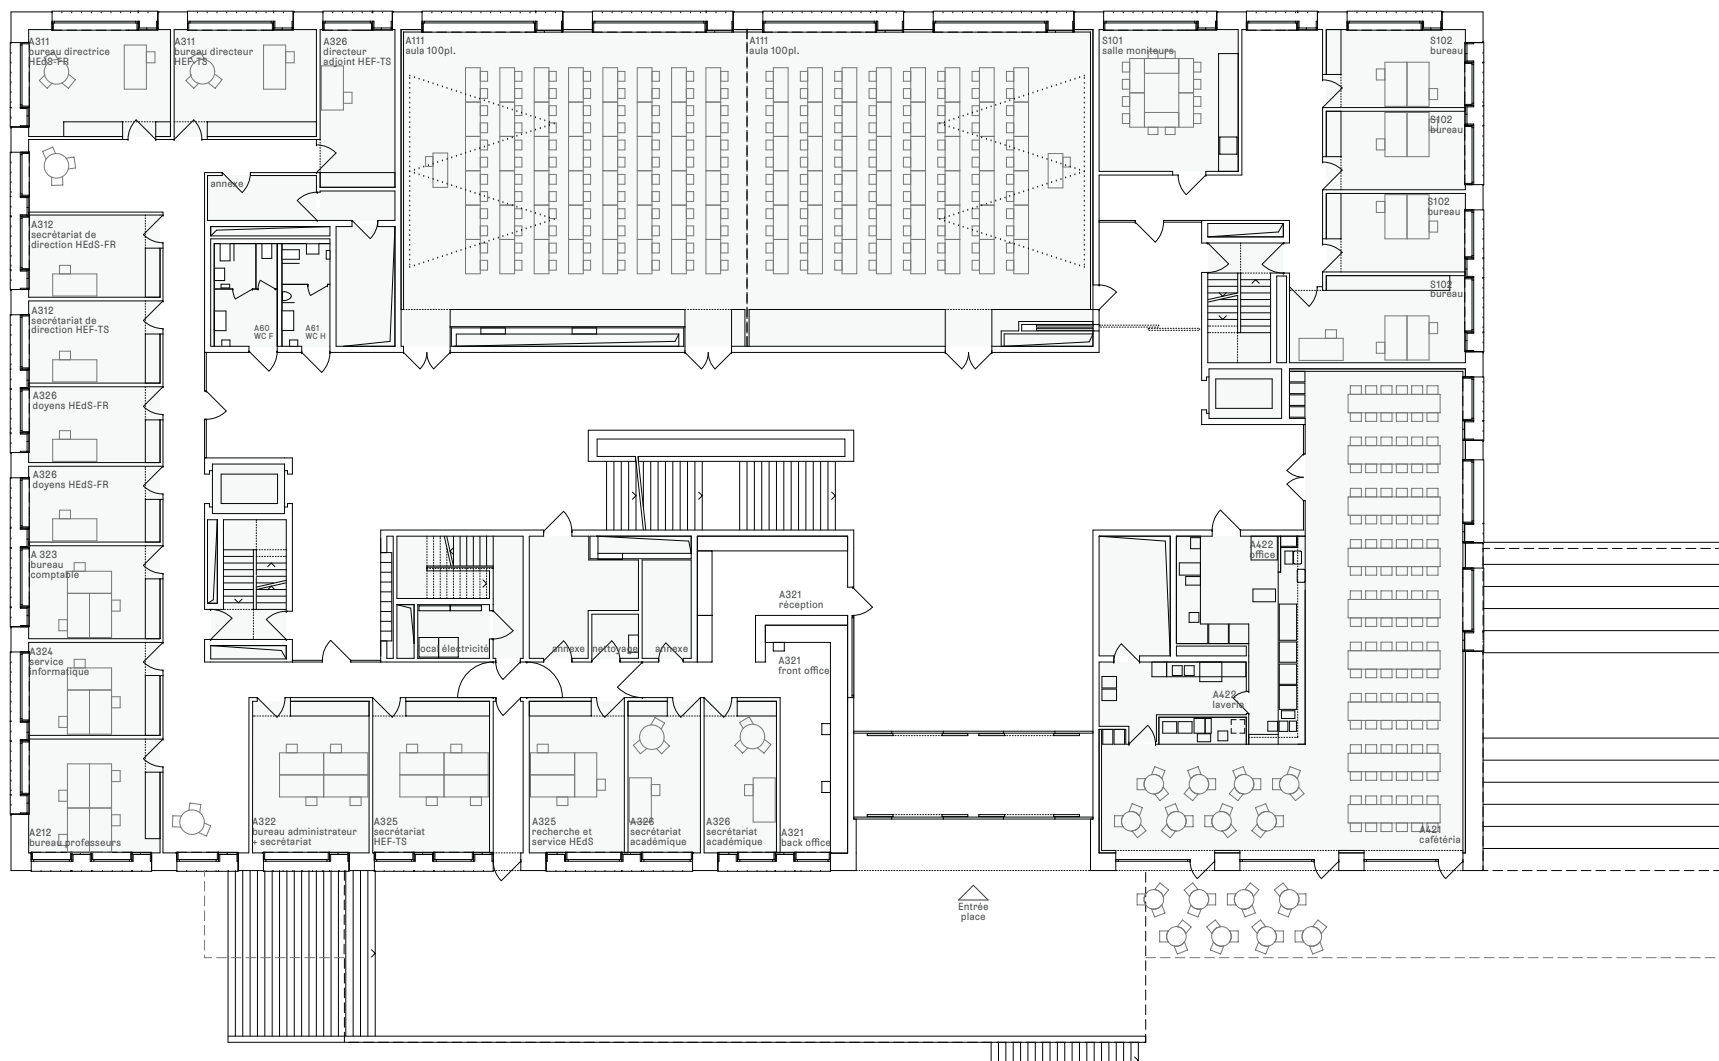 A311
bureau directrice
HEdS-FR
A311
bureau directeur
HEF-TS
A326
directeur
adjoint HEF-TS
A111
aula 100pl.
A111
aula 100pl.
S101
salle moniteurs
S102
bureau
S102
bureau
S102
bureau
S102
bureau
annexe
A312
secrétariat de
direction HEdS-FR
A312
secrétariat de
direction HEF-TS
A60
WC F
A61
WC H
A326
doyens HEdS-FR
A326
doyens HEdS-FR
A 323
bureau
comptable
A324
service
informatique
A212
bureau professeurs
A322
bureau administrateur
+ secrétariat
A325
secrétariat
HEF-TS
A325
recherche et
service HEdS
A326
secrétariat
académique
A326
secrétariat
académique
A321
back office
A321
front office
A321
réception
local électricité
annexe
nettoyage
annexe
A422
office
A422
laverie
A421
cafétéria
Entrée
place